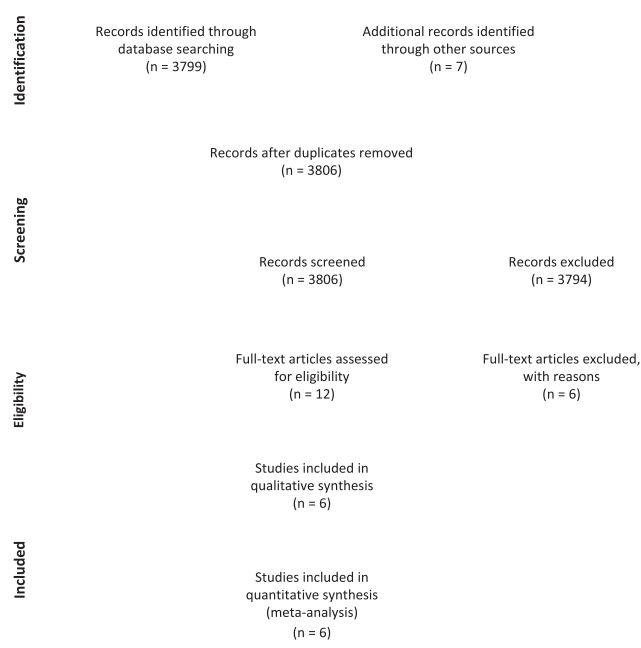 Identification
Records identified through
database searching
(n = 3799)
Additional records identified
through other sources
(n = 7)
Records after duplicates removed
(n = 3806)
Screening
Records screened
(n = 3806)
Records excluded
(n = 3794)
Eligibility
Full-text articles assessed
for eligibility
(n = 12)
Full-text articles excluded,
with reasons
(n = 6)
Studies included in
qualitative synthesis
(n = 6)
Included
Studies included in
quantitative synthesis
(meta-analysis)
(n = 6)